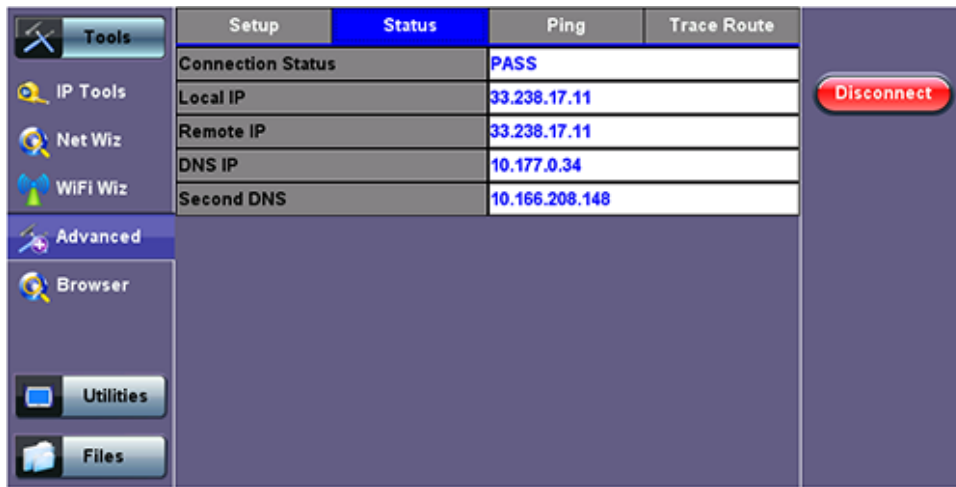 Tools
IP Tools
Net Wiz
WiFi Wiz
Advanced
Browser
Utilities
Files
Setup Status Ping Trace Route
Connection Status PASS
Local IP 33.238.17.11
Remote IP 33.238.17.11
DNS IP 10.177.0.34
Second DNS 10.166.208.148
Disconnect